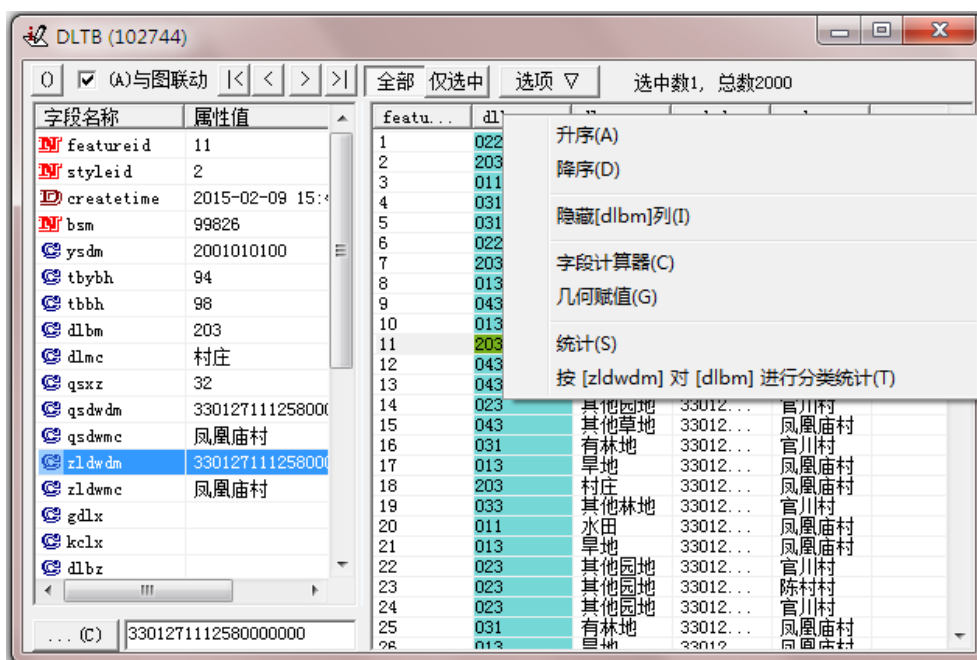 DLTB (102744)
() (A)与图联动 |< < > >| 全部 仅选中 选项 ▽ 选中数1, 总数2000
字段名称 属性值
featureid 11
styleid 2
createtime 2015-02-09 15:
bsm 99826
ysdm 2001010100
tbybh 94
tbbh 98
dlbm 203
dlmc 村庄
qsxz 32
qsdwdm 33012711125800
qsdwmc 凤凰庙村
zldwdm 33012711125800
zldwmc 凤凰庙村
gdlx
kclx
dlbz
... (C) 3301271112580000000
featu...
1 022
2 203
3 011
4 031
5 031
6 022
7 203
8 013
9 043
10 013
11 203
12 043
13 043
14 023 其他园地 33012... 官川村
15 043 其他草地 33012... 凤凰庙村
16 031 有林地 33012... 官川村
17 013 旱地 33012... 凤凰庙村
18 203 村庄 33012... 凤凰庙村
19 033 其他林地 33012... 官川村
20 011 水田 33012... 凤凰庙村
21 013 旱地 33012... 凤凰庙村
22 023 其他园地 33012... 官川村
23 023 其他园地 33012... 陈村村
24 023 其他园地 33012... 官川村
25 031 有林地 33012... 凤凰庙村
26 013 旱地 33012... 凤凰庙村
升序(A)
降序(D)
隐藏[dlbm]列(I)
字段计算器(C)
几何赋值(G)
统计(S)
按 [zldwdm] 对 [dlbm] 进行分类统计(T)